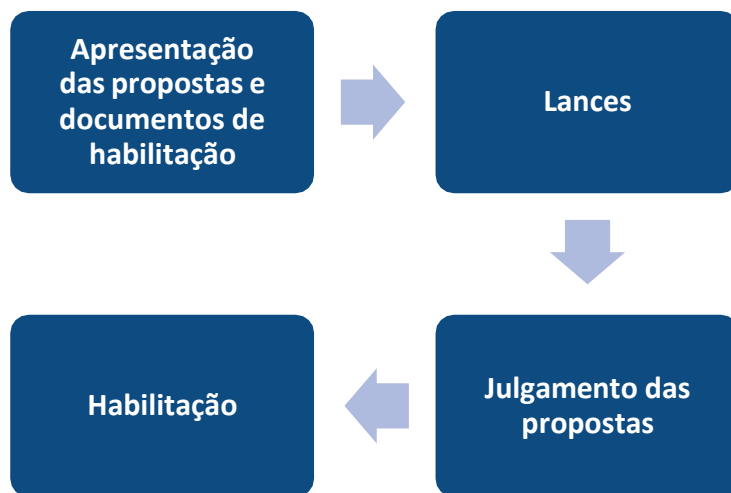 Apresentação
das propostas e
documentos de
habilitação
Lances
Julgamento das
propostas
Habilitação